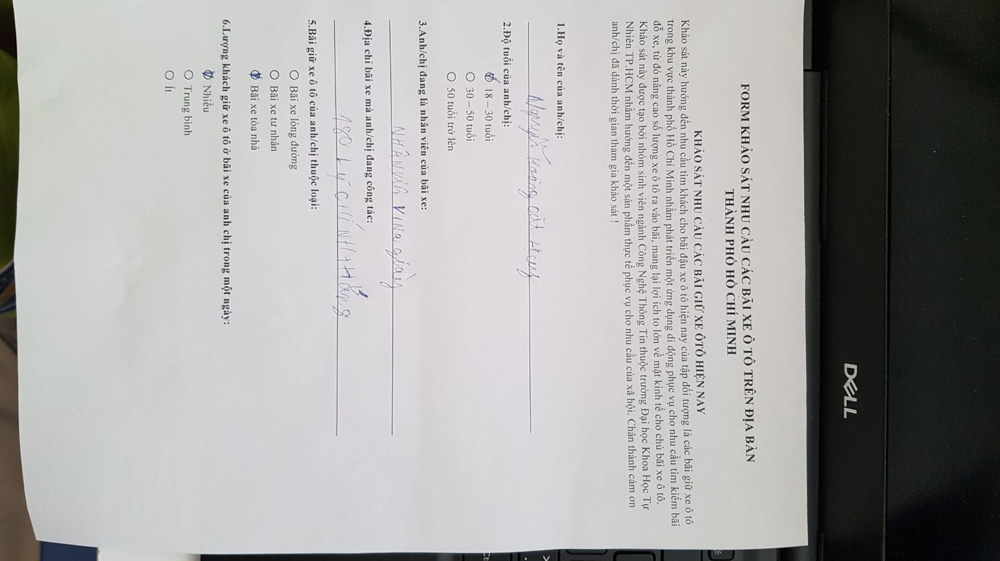 DELL
FORM KHẢO SÁT NHU CẦU CÁC BÃI XE Ô TÔ TRÊN ĐỊA BÀN
THÀNH PHỐ HỒ CHÍ MINH
KHẢO SÁT NHU CẦU CÁC BÃI GIỮ XE ÔTÔ HIỆN NAY
Khảo sát này hướng đến nhu cầu tìm khách cho bãi đậu xe ô tô hiện nay của tập đối tượng là các bãi giữ xe ô tô
trong khu vực thành phố Hồ Chí Minh nhằm phát triển một ứng dụng di động phục vụ cho nhu cầu tìm kiếm bãi
đỗ xe, từ đó nâng cao số lượng xe ô tô ra vào bãi, mang lại lợi ích to lớn về mặt kinh tế cho chủ bãi xe ô tô.
Khảo sát này được tạo bởi nhóm sinh viên ngành Công Nghệ Thông Tin thuộc trường Đại học Khoa Học Tự
Nhiên TP.HCM nhằm hướng đến một sản phẩm thực tế phục vụ cho nhu cầu của xã hội. Chân thành cảm ơn
anh/chị đã dành thời gian tham gia khảo sát !
1.Họ và tên của anh/chị:
Nguyễn Hoàng
2.Độ tuổi của anh/chị:
18 – 30 tuổi
30 – 50 tuổi
50 tuổi trở lên
3.Anh/chị đang là nhân viên của bãi xe:
NHÂN viên VINa giày
4.Địa chỉ bãi xe mà anh/chị đang công tác:
180 LÝ CHÍNH THẮNG
5.Bãi giữ xe ô tô của anh/chị thuộc loại:
Bãi xe lòng đường
Bãi xe tư nhân
Bãi xe tòa nhà
6.Lượng khách giữ xe ô tô ở bãi xe của anh chị trong một ngày:
Nhiều
Trung bình
Ít